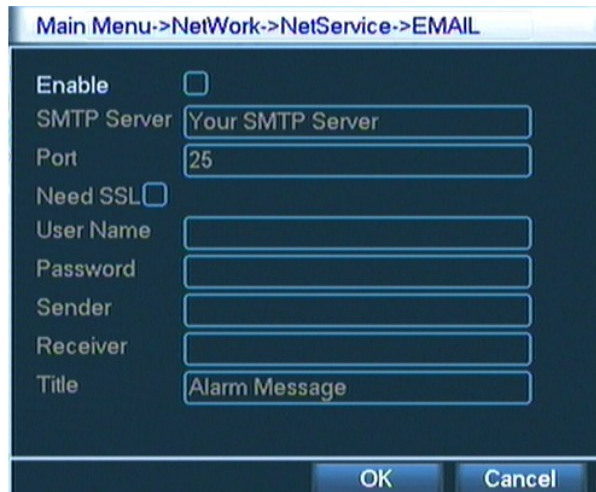 Main Menu->NetWork->NetService->EMAIL
Enable
SMTP Server Your SMTP Server
Port 25
Need SSL
User Name
Password
Sender
Receiver
Title Alarm Message
OK Cancel